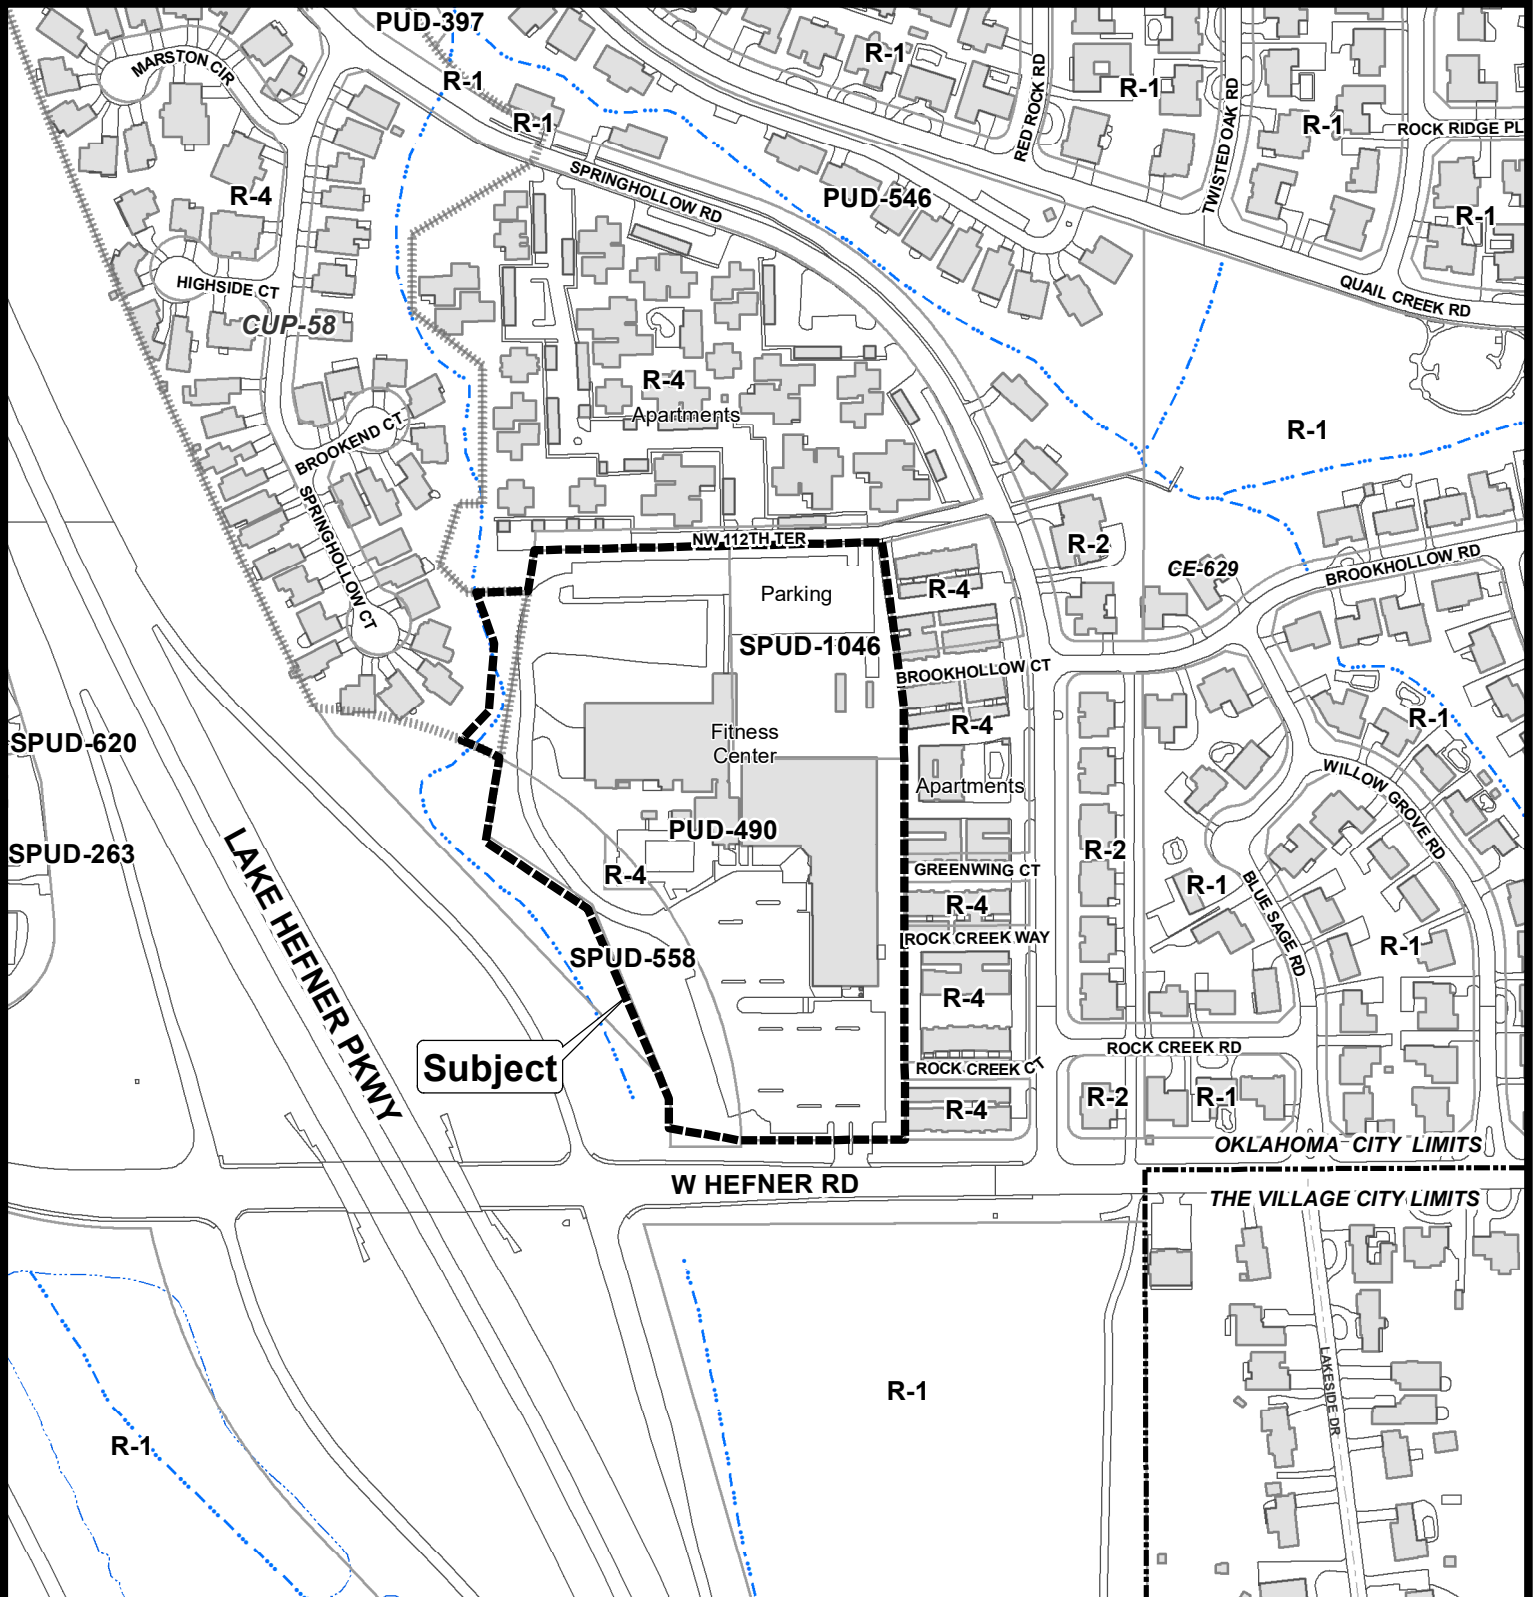 PUD-397
MARSTON CIR
R-1
R-1
R-1
R-1
RED ROCK RD
TWISTED OAK RD
R-1
ROCK RIDGE PL
R-4
SPRINGHOLLOW RD
PUD-546
R-1
HIGHSIDE CT
CUP-58
QUAIL CREEK RD
R-4
Apartments
BROOKEND CT
R-1
SPRINGHOLLOW CT
NW 112TH TER
R-2
CE-629
BROOKHOLLOW RD
Parking
R-4
SPUD-1046
BROOKHOLLOW CT
SPUD-620
Fitness
Center
R-4
R-1
Apartments
WILLOW GROVE RD
PUD-490
SPUD-263
R-2
LAKE HEFNER PKWY
R-4
GREENWING CT
R-1
BLUE SAGE RD
R-4
ROCK CREEK WAY
R-1
SPUD-558
R-4
Subject
ROCK CREEK RD
ROCK CREEK CT
R-4
R-2
R-1
OKLAHOMA CITY LIMITS
W HEFNER RD
THE VILLAGE CITY LIMITS
LAKESIDE DR
R-1
R-1